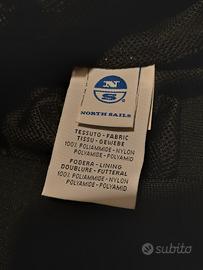 N
S
NORTH SAILS
TESSUTO - FABRIC
TISSU - GEWEBE
100% POLIAMMIDE - NYLON
POLYAMIDE - POLYAMID
FODERA - LINING
DOUBLURE - FUTTERAL
100% POLIAMMIDE - NYLON
POLYAMIDE - POLYAMID
subito